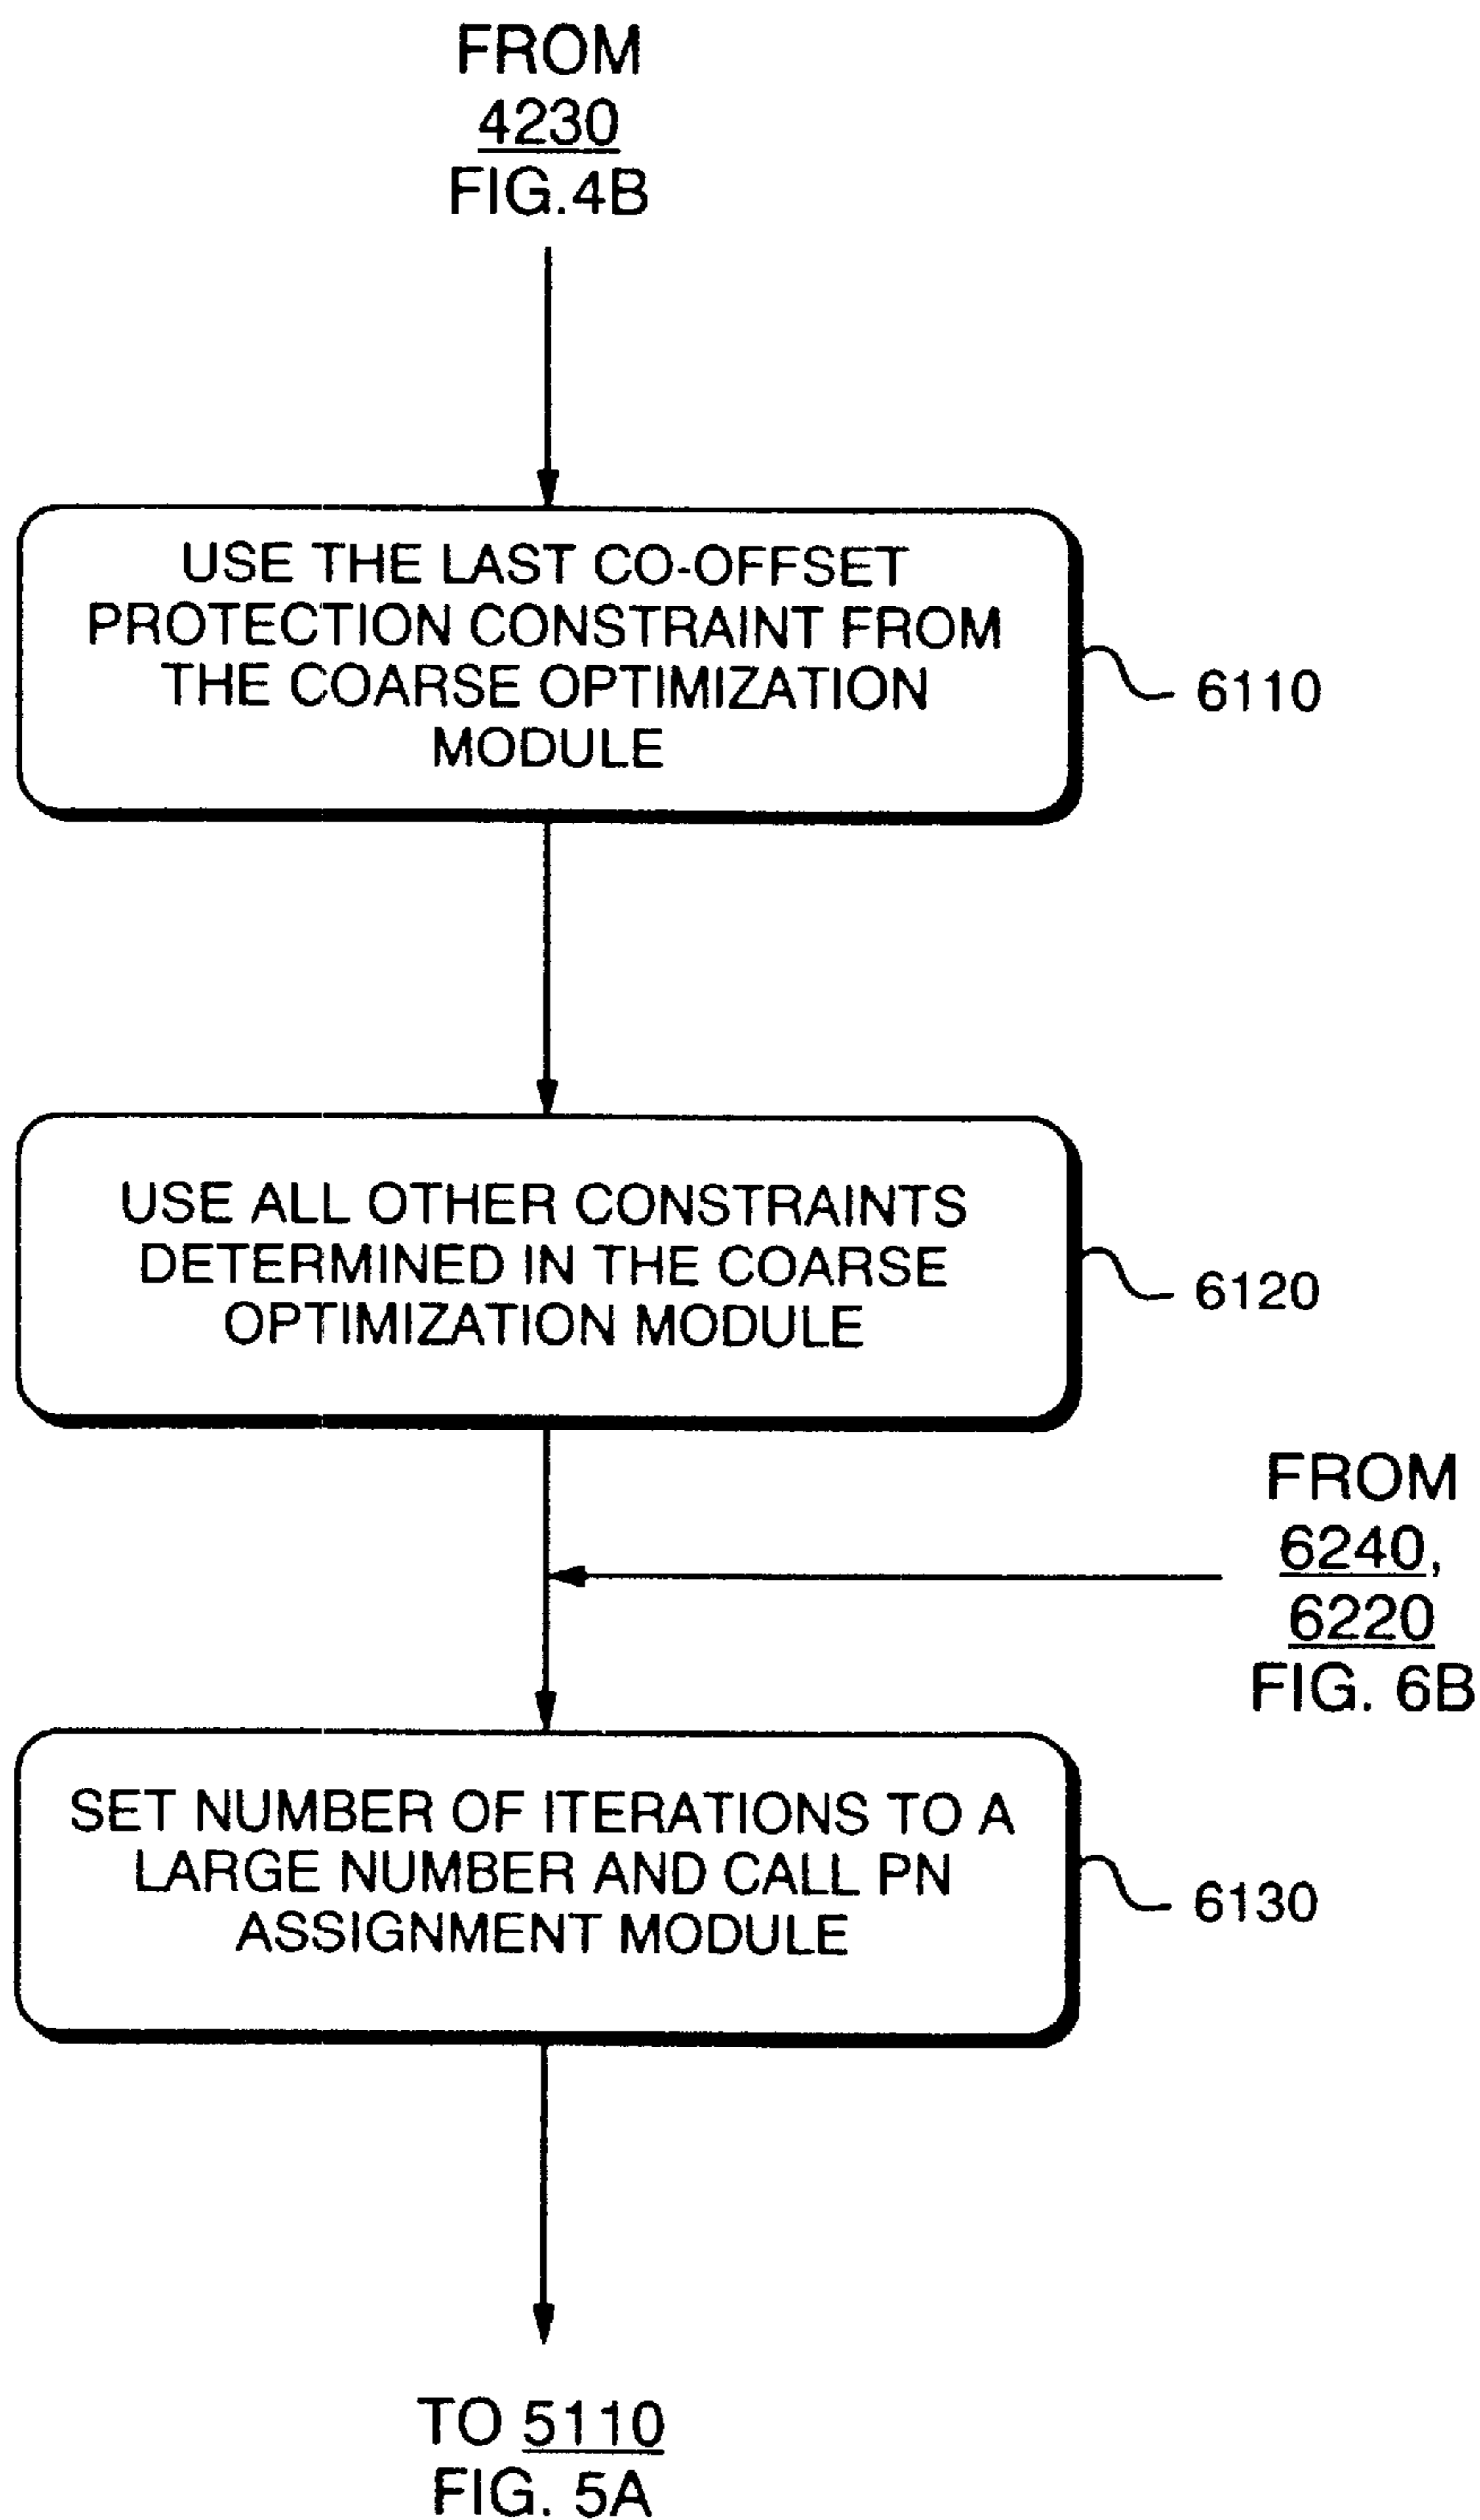 FROM
4230
FIG.4B
USE THE LAST CO-OFFSET
PROTECTION CONSTRAINT FROM
THE COARSE OPTIMIZATION
MODULE
6110
USE ALL OTHER CONSTRAINTS
DETERMINED IN THE COARSE
OPTIMIZATION MODULE
6120
FROM
6240,
6220
FIG. 6B
SET NUMBER OF ITERATIONS TO A
LARGE NUMBER AND CALL PN
ASSIGNMENT MODULE
6130
TO 5110
FIG. 5A